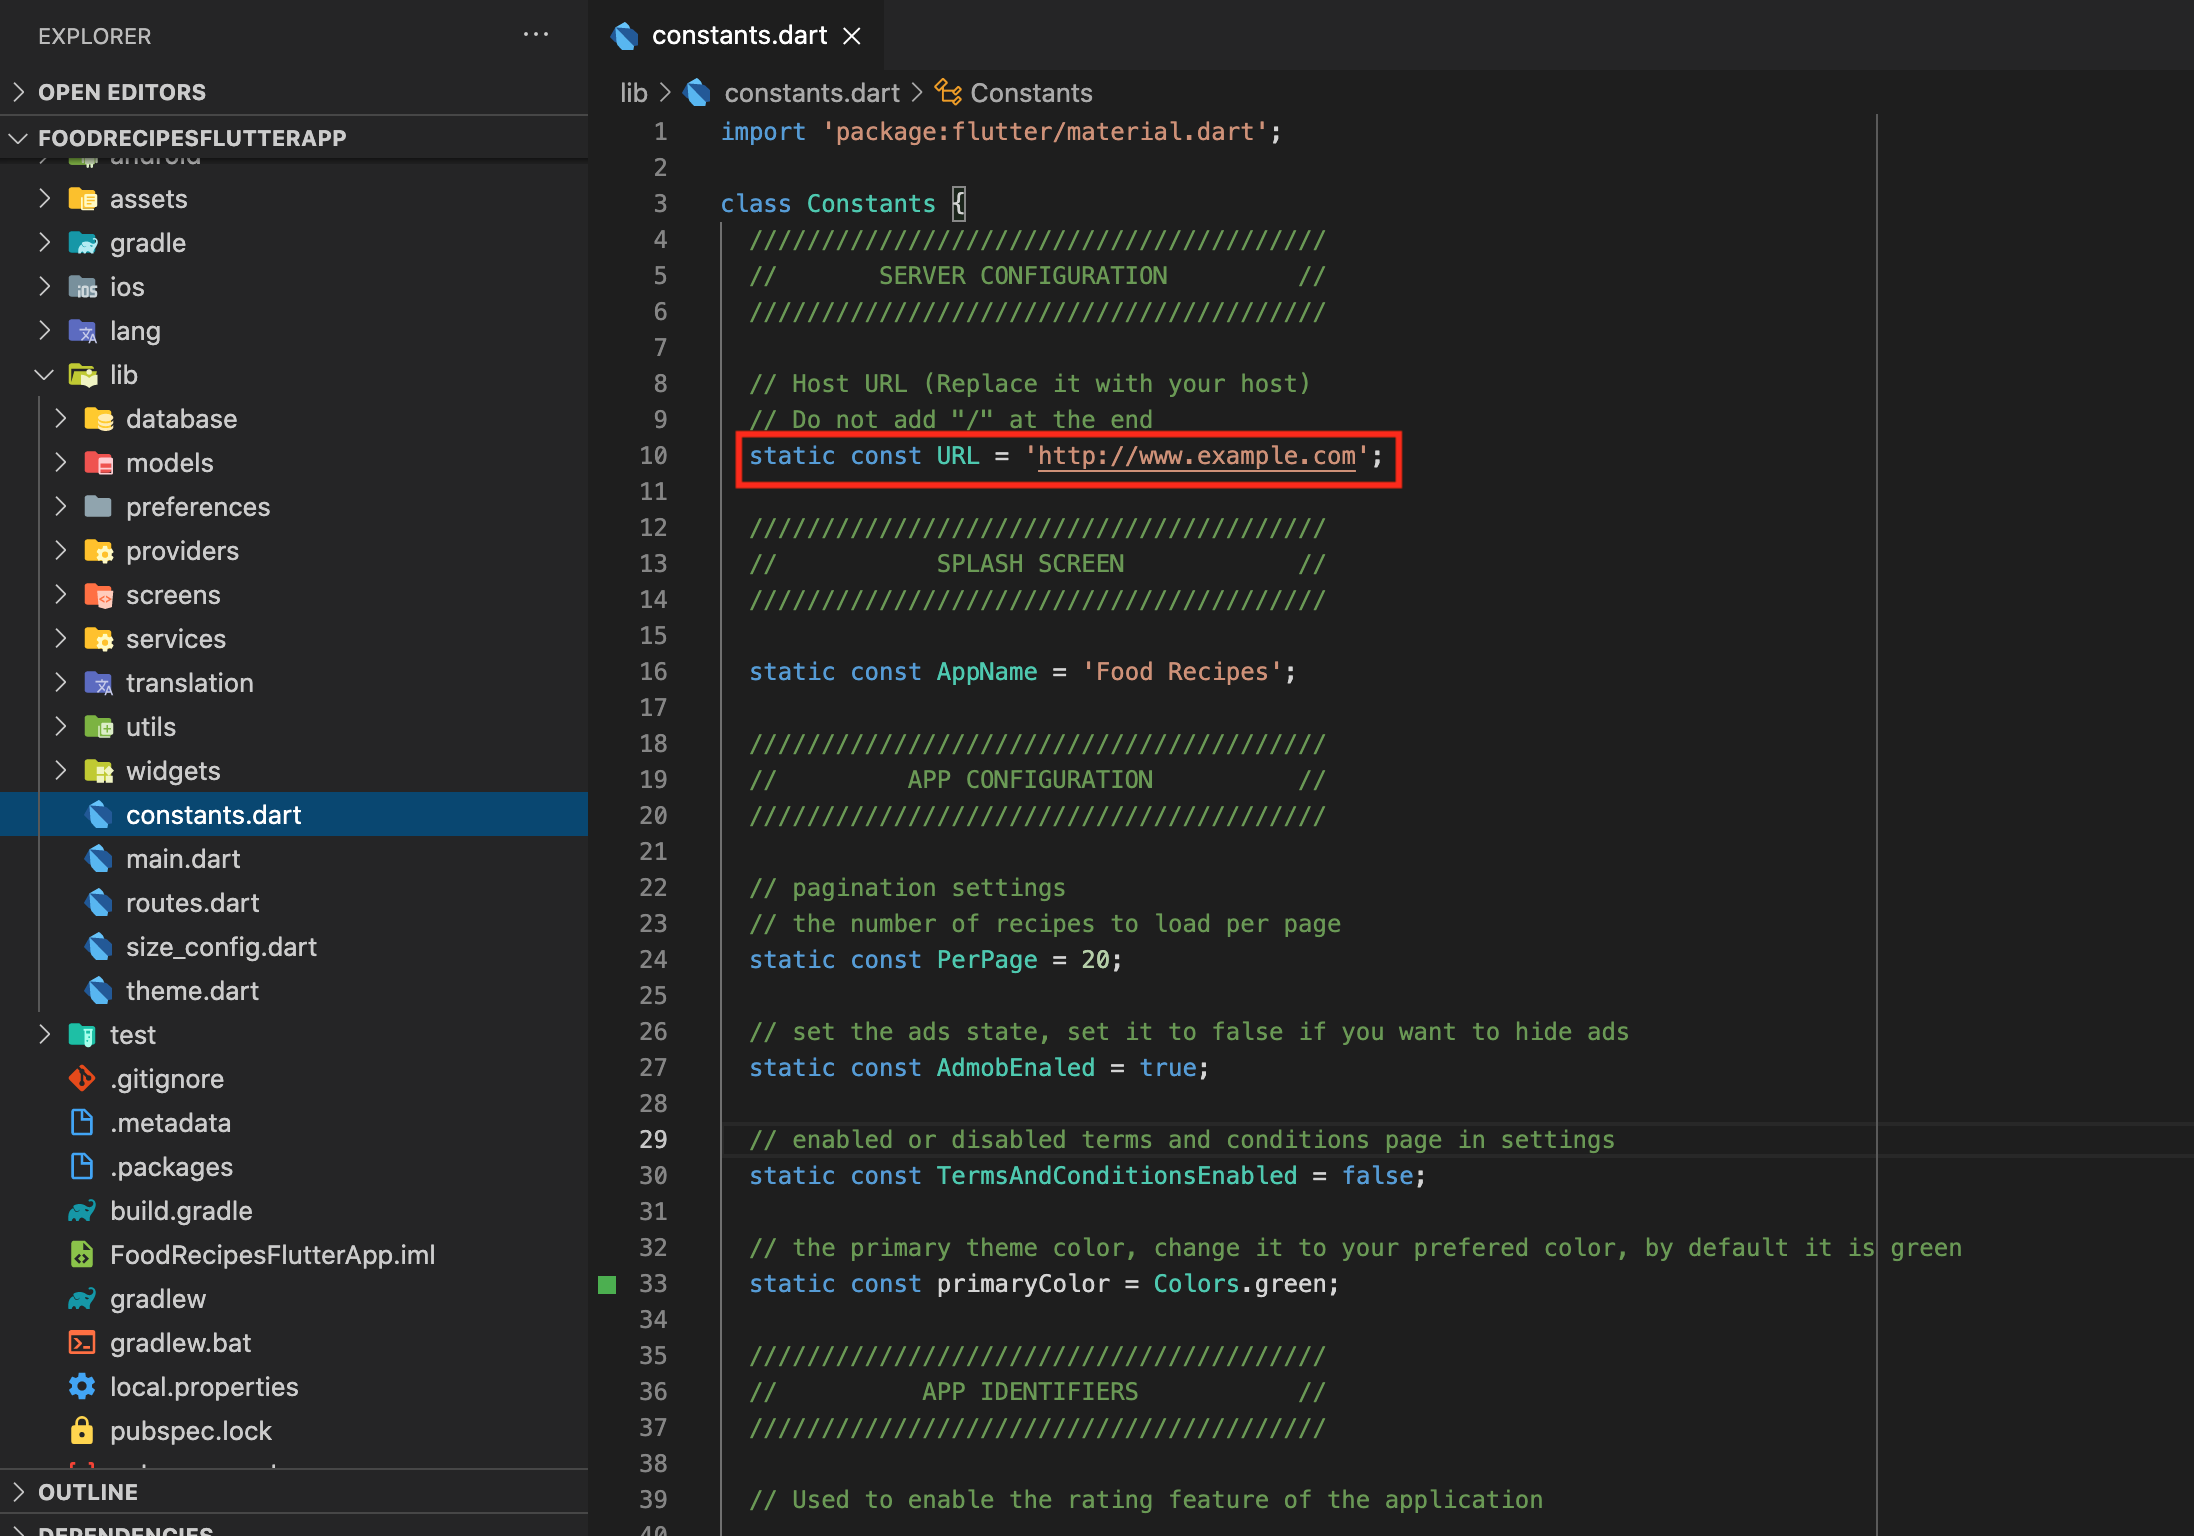 EXPLORER
OPEN EDITORS
FOODRECIPESFLUTTERAPP
android
assets
gradle
iOS
ios
lang
lib
database
models
preferences
providers
screens
services
translation
utils
widgets
constants.dart
main.dart
routes.dart
size_config.dart
theme.dart
test
.gitignore
.metadata
.packages
build.gradle
FoodRecipesFlutterApp.iml
gradlew
gradlew.bat
local.properties
pubspec.lock
OUTLINE
DEPENDENCIES
constants.dart
lib > constants.dart > Constants
1 import 'package:flutter/material.dart';
2
3 class Constants {
4 ////////////////////////////////////////
5 // SERVER CONFIGURATION //
6 ////////////////////////////////////////
7
8 // Host URL (Replace it with your host)
9 // Do not add "/" at the end
10 static const URL = 'http://www.example.com';
11
12 ////////////////////////////////////////
13 // SPLASH SCREEN //
14 ////////////////////////////////////////
15
16 static const AppName = 'Food Recipes';
17
18 ////////////////////////////////////////
19 // APP CONFIGURATION //
20 ////////////////////////////////////////
21
22 // pagination settings
23 // the number of recipes to load per page
24 static const PerPage = 20;
25
26 // set the ads state, set it to false if you want to hide ads
27 static const AdmobEnaled = true;
28
29 // enabled or disabled terms and conditions page in settings
30 static const TermsAndConditionsEnabled = false;
31
32 // the primary theme color, change it to your prefered color, by default it is green
33 static const primaryColor = Colors.green;
34
35 ////////////////////////////////////////
36 // APP IDENTIFIERS //
37 ////////////////////////////////////////
38
39 // Used to enable the rating feature of the application
40